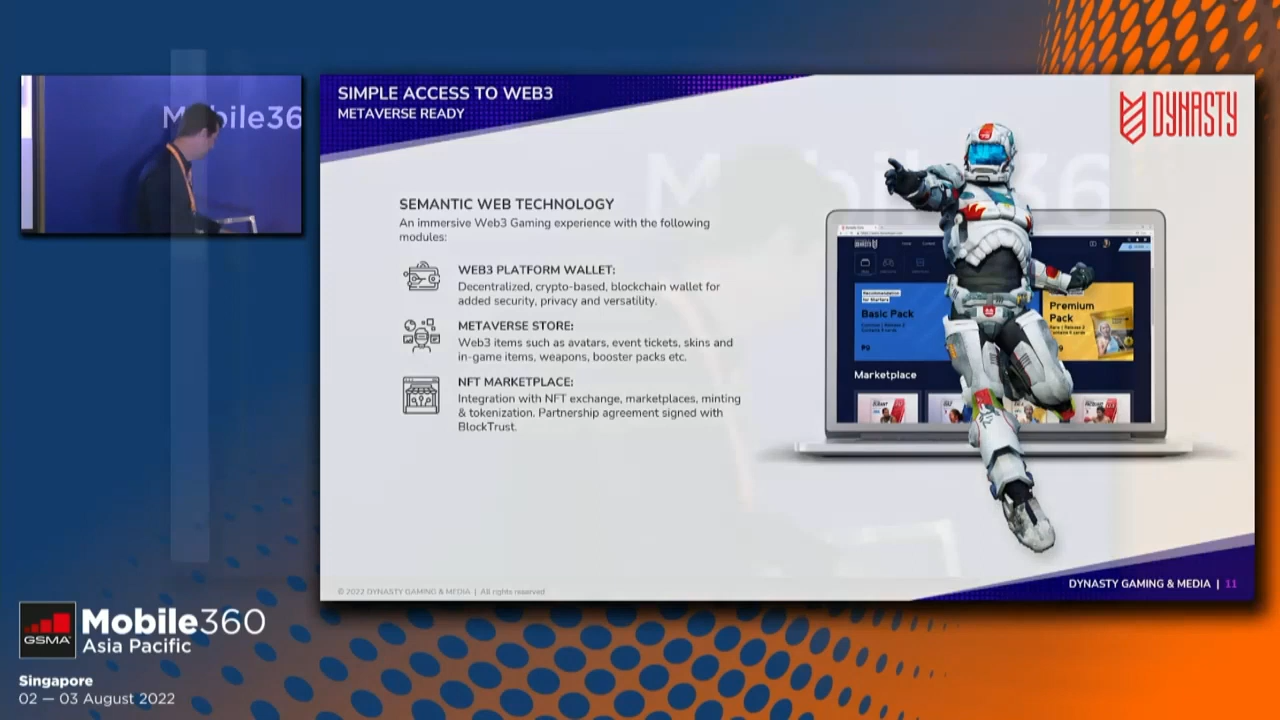 SIMPLE ACCESS TO WEB3
METAVERSE READY
DYNASTY
SEMANTIC WEB TECHNOLOGY
An immersive Web3 Gaming experience with the following
modules:
WEB3 PLATFORM WALLET:
Decentralized, crypto-based, blockchain wallet for
added security, privacy and versatility.
METAVERSE STORE:
Web3 items such as avatars, event tickets, skins and
in-game items, weapons, booster packs etc.
NFT MARKETPLACE:
Integration with NFT exchange, marketplaces, minting
& tokenization. Partnership agreement signed with
BlockTrust.
Basic Pack
Premium
Pack
Marketplace
© 2022 DYNASTY GAMING & MEDIA | All rights reserved
DYNASTY GAMING & MEDIA | 11
GSMA
Mobile360
Asia Pacific
Singapore
02 — 03 August 2022